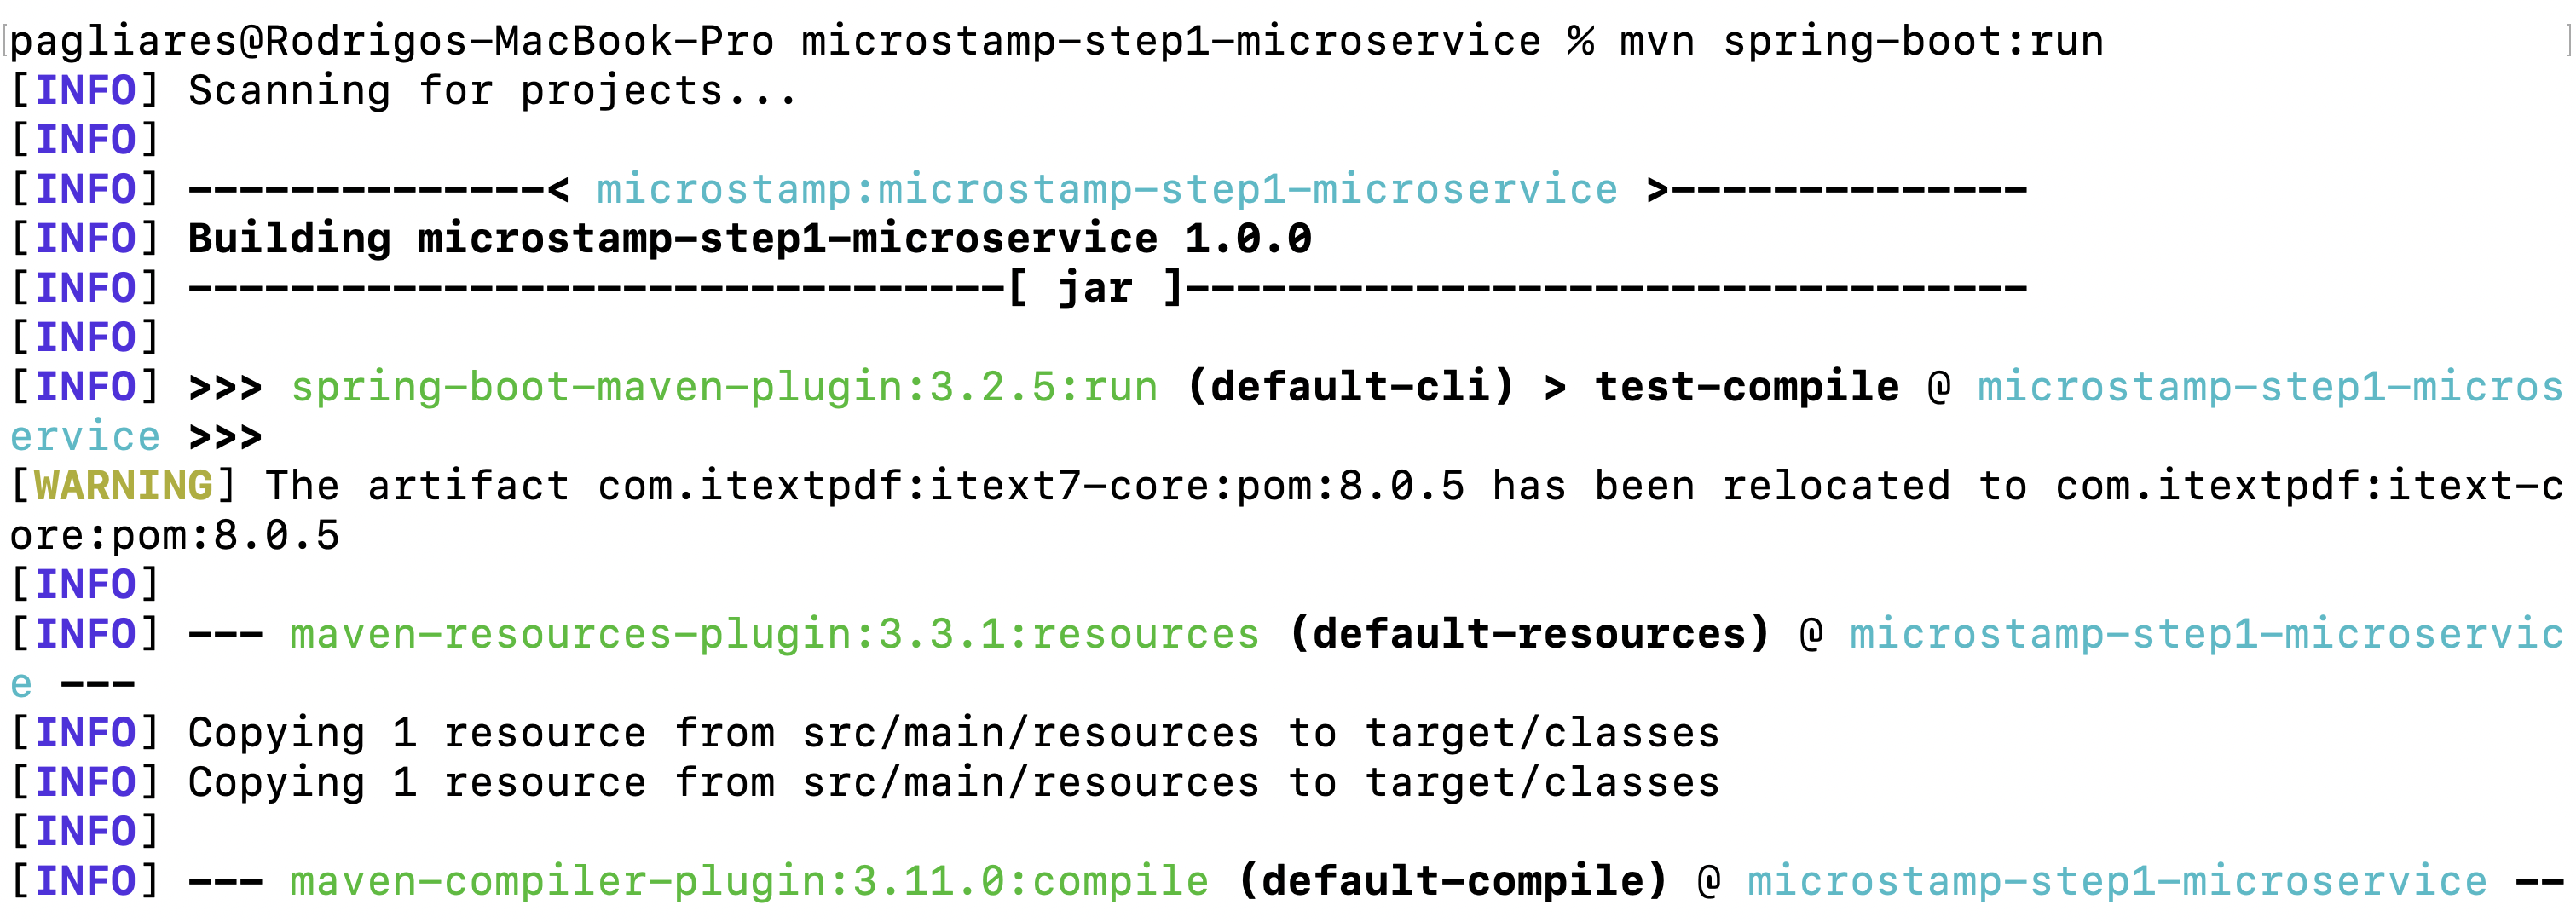 pagliares@Rodrigos-MacBook-Pro microstamp-step1-microservice % mvn spring-boot:run
[INFO] Scanning for projects...
[INFO]
[INFO] --------------< microstamp:microstamp-step1-microservice >--------------
[INFO] Building microstamp-step1-microservice 1.0.0
[INFO] --------------------------------[ jar ]---------------------------------
[INFO]
[INFO] >>> spring-boot-maven-plugin:3.2.5:run (default-cli) > test-compile @ microstamp-step1-micros
ervice >>>
[WARNING] The artifact com.itextpdf:itext7-core:pom:8.0.5 has been relocated to com.itextpdf:itext-c
ore:pom:8.0.5
[INFO]
[INFO] --- maven-resources-plugin:3.3.1:resources (default-resources) @ microstamp-step1-microservic
e ---
[INFO] Copying 1 resource from src/main/resources to target/classes
[INFO] Copying 1 resource from src/main/resources to target/classes
[INFO]
[INFO] --- maven-compiler-plugin:3.11.0:compile (default-compile) @ microstamp-step1-microservice --